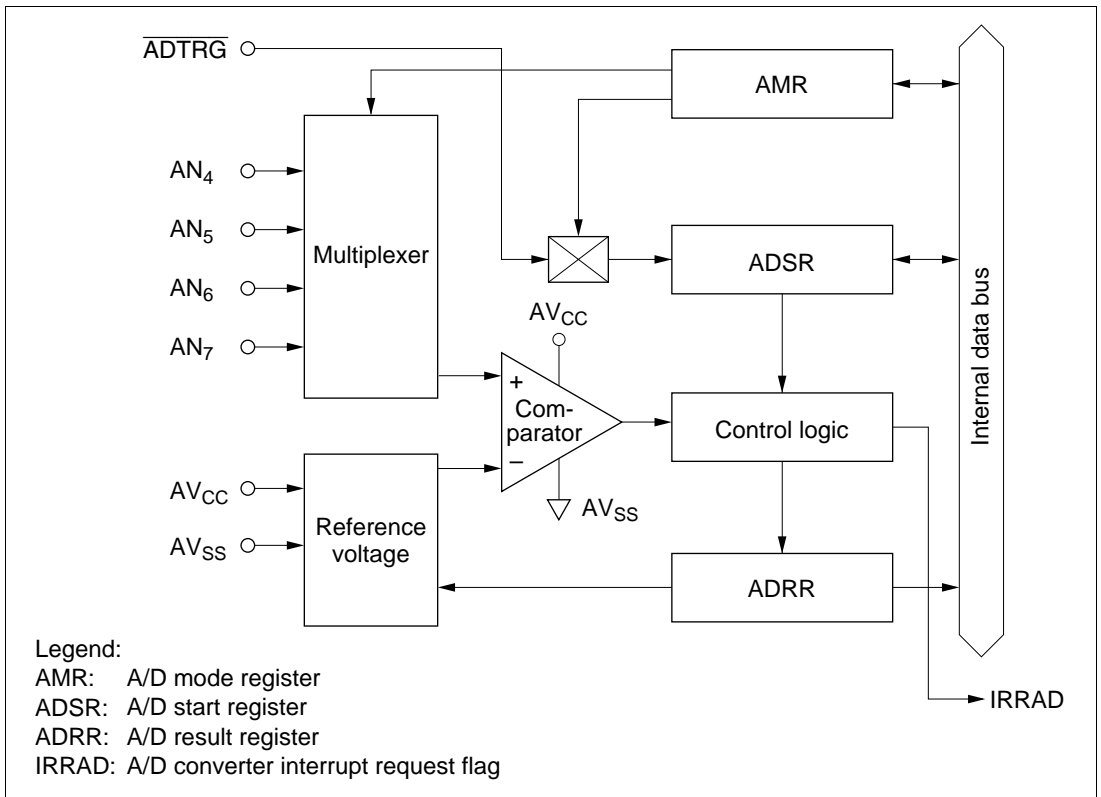 ADTRG
AMR
AN4
AN5
AN6
AN7
Multiplexer
ADSR
Internal data bus
AVCC
+
Com-
parator
−
AVSS
Control logic
AVCC
AVSS
Reference
voltage
ADRR
IRRAD
Legend:
AMR: A/D mode register
ADSR: A/D start register
ADRR: A/D result register
IRRAD: A/D converter interrupt request flag